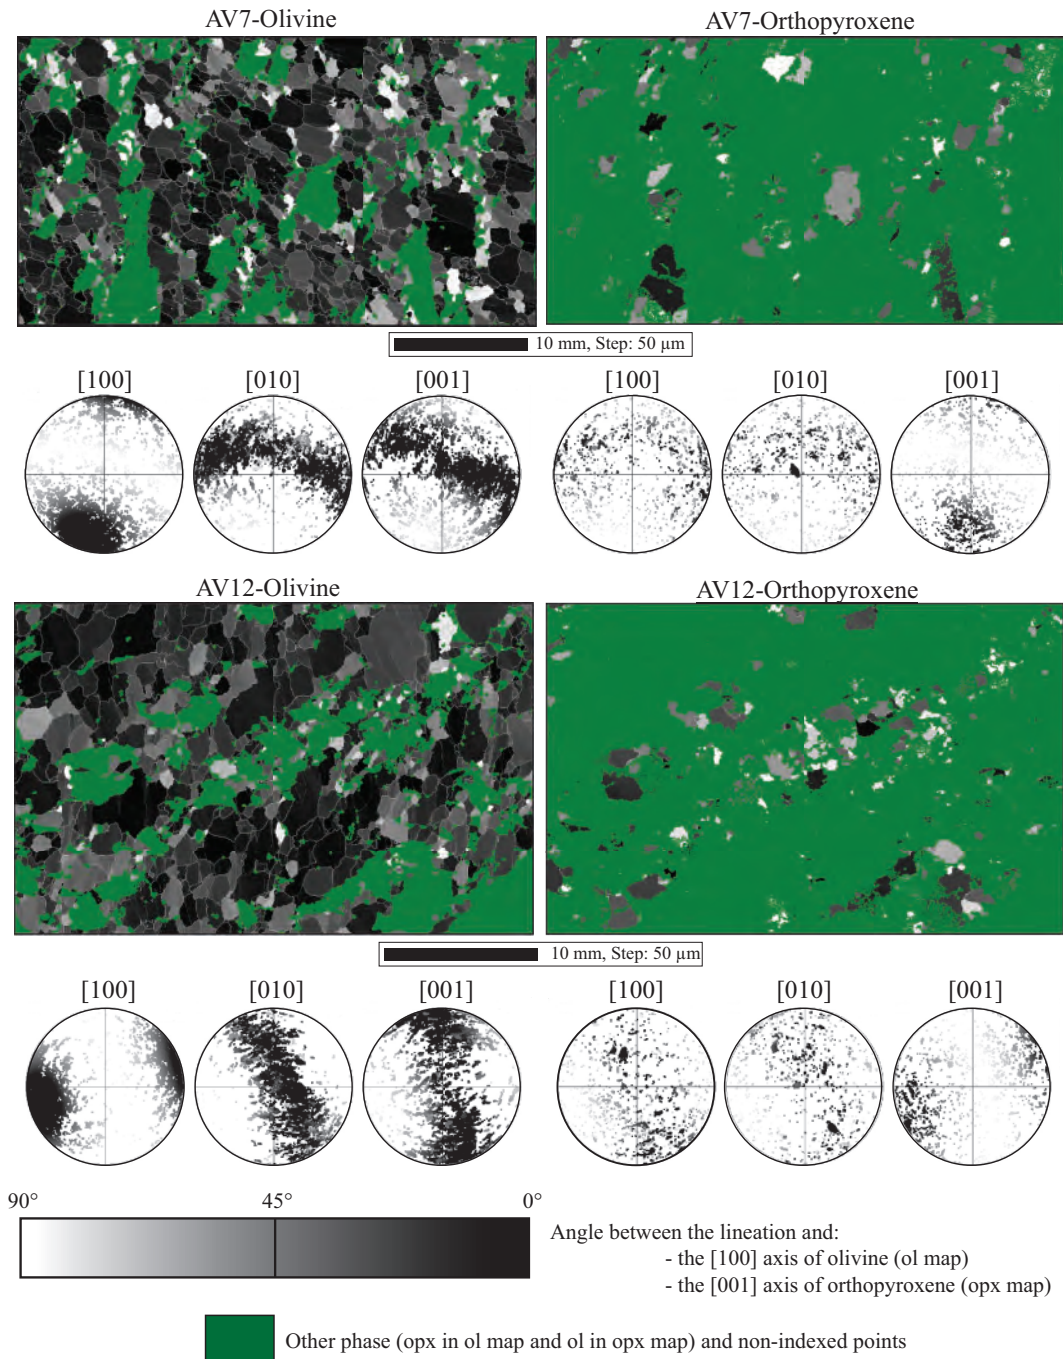 AV7-Olivine
AV7-Orthopyroxene
10 mm, Step: 50 µm
[100]
[010]
[001]
[100]
[010]
[001]
AV12-Olivine
AV12-Orthopyroxene
10 mm, Step: 50 µm
[100]
[010]
[001]
[100]
[010]
[001]
90°
45°
0°
Angle between the lineation and:
- the [100] axis of olivine (ol map)
- the [001] axis of orthopyroxene (opx map)
Other phase (opx in ol map and ol in opx map) and non-indexed points